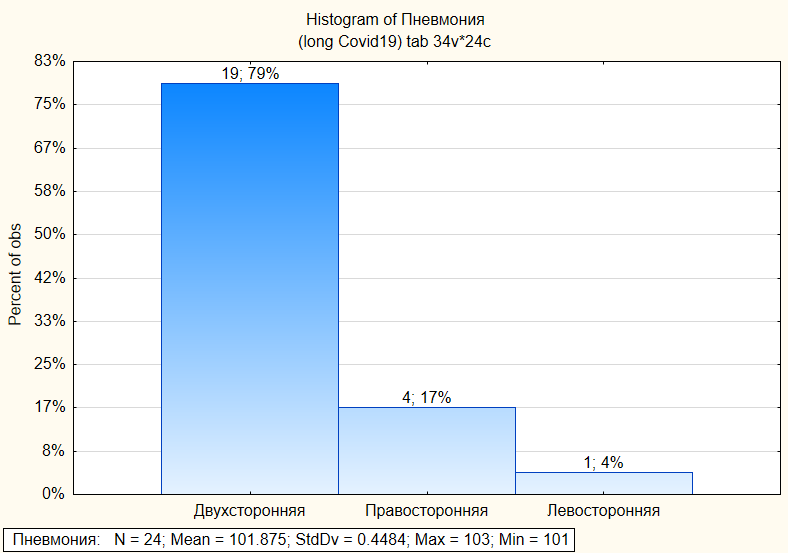 Histogram of Пневмония
(long Covid19) tab 34v*24c
83%
75%
67%
58%
50%
42%
33%
25%
17%
8%
0%
Percent of obs
19; 79%
4; 17%
1; 4%
Двухсторонняя Правосторонняя Левосторонняя
Пневмония: N = 24; Mean = 101.875; StdDv = 0.4484; Max = 103; Min = 101